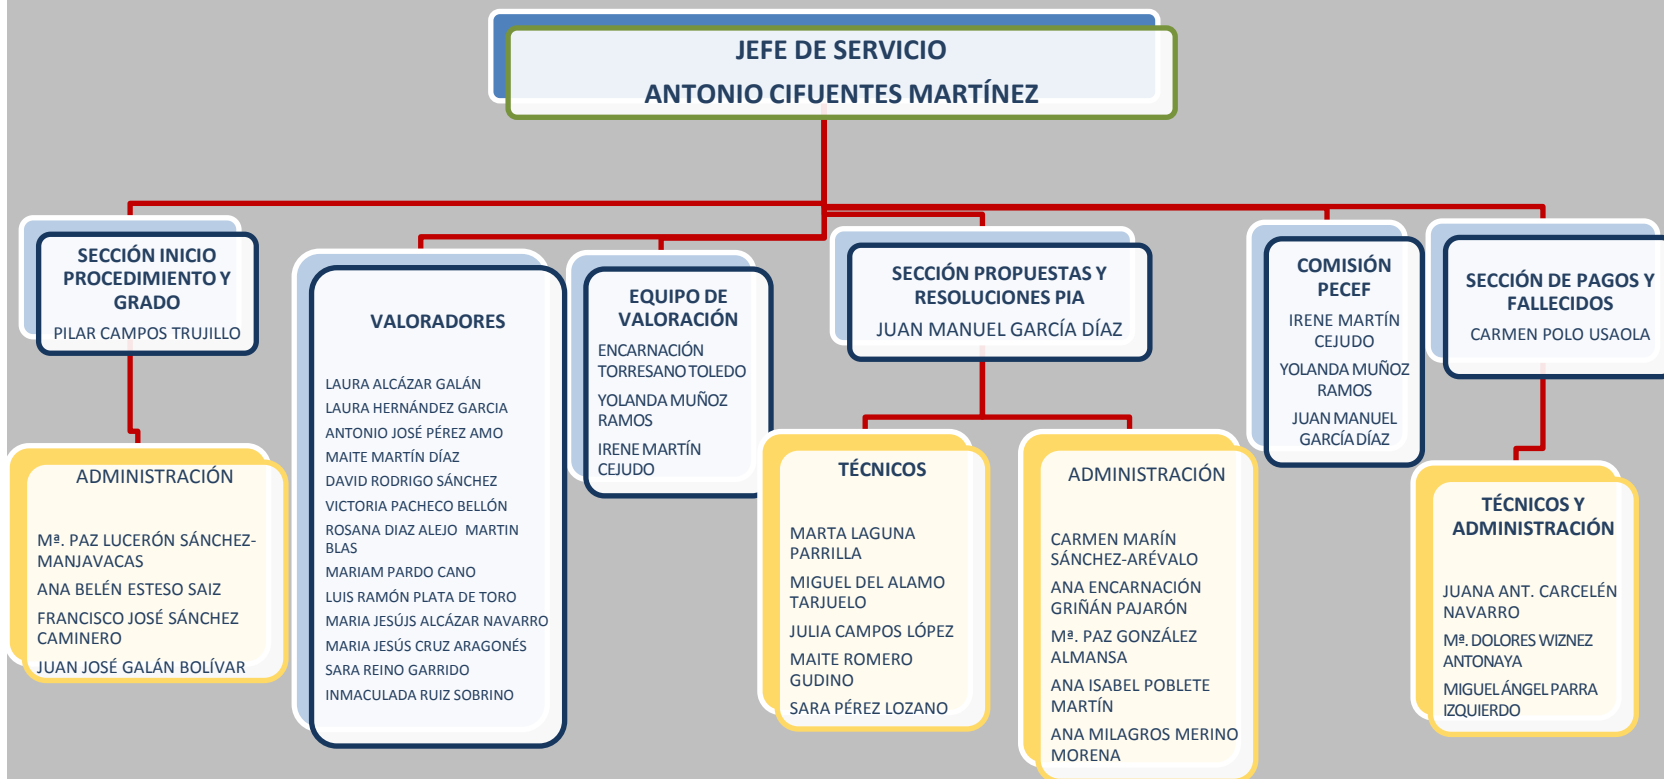 JEFE DE SERVICIO
ANTONIO CIFUENTES MARTÍNEZ
SECCIÓN INICIO
PROCEDIMIENTO Y
GRADO
PILAR CAMPOS TRUJILLO
ADMINISTRACIÓN
Mª. PAZ LUCERÓN SÁNCHEZ-
MANJAVACAS
ANA BELÉN ESTESO SAIZ
FRANCISCO JOSÉ SÁNCHEZ
CAMINERO
JUAN JOSÉ GALÁN BOLÍVAR
VALORADORES
LAURA ALCÁZAR GALÁN
LAURA HERNÁNDEZ GARCIA
ANTONIO JOSÉ PÉREZ AMO
MAITE MARTÍN DÍAZ
DAVID RODRIGO SÁNCHEZ
VICTORIA PACHECO BELLÓN
ROSANA DIAZ ALEJO MARTIN
BLAS
MARIAM PARDO CANO
LUIS RAMÓN PLATA DE TORO
MARIA JESÚJS ALCÁZAR NAVARRO
MARIA JESÚS CRUZ ARAGONÉS
SARA REINO GARRIDO
INMACULADA RUIZ SOBRINO
EQUIPO DE
VALORACIÓN
ENCARNACIÓN
TORRESANO TOLEDO
YOLANDA MUÑOZ
RAMOS
IRENE MARTÍN
CEJUDO
SECCIÓN PROPUESTAS Y
RESOLUCIONES PIA
JUAN MANUEL GARCÍA DÍAZ
TÉCNICOS
MARTA LAGUNA
PARRILLA
MIGUEL DEL ALAMO
TARJUELO
JULIA CAMPOS LÓPEZ
MAITE ROMERO
GUDINO
SARA PÉREZ LOZANO
ADMINISTRACIÓN
CARMEN MARÍN
SÁNCHEZ-ARÉVALO
ANA ENCARNACIÓN
GRIÑÁN PAJARÓN
Mª. PAZ GONZÁLEZ
ALMANSA
ANA ISABEL POBLETE
MARTÍN
ANA MILAGROS MERINO
MORENA
COMISIÓN
PECEF
IRENE MARTÍN
CEJUDO
YOLANDA MUÑOZ
RAMOS
JUAN MANUEL
GARCÍA DÍAZ
SECCIÓN DE PAGOS Y
FALLECIDOS
CARMEN POLO USAOLA
TÉCNICOS Y
ADMINISTRACIÓN
JUANA ANT. CARCELÉN
NAVARRO
Mª. DOLORES WIZNEZ
ANTONAYA
MIGUEL ÁNGEL PARRA
IZQUIERDO